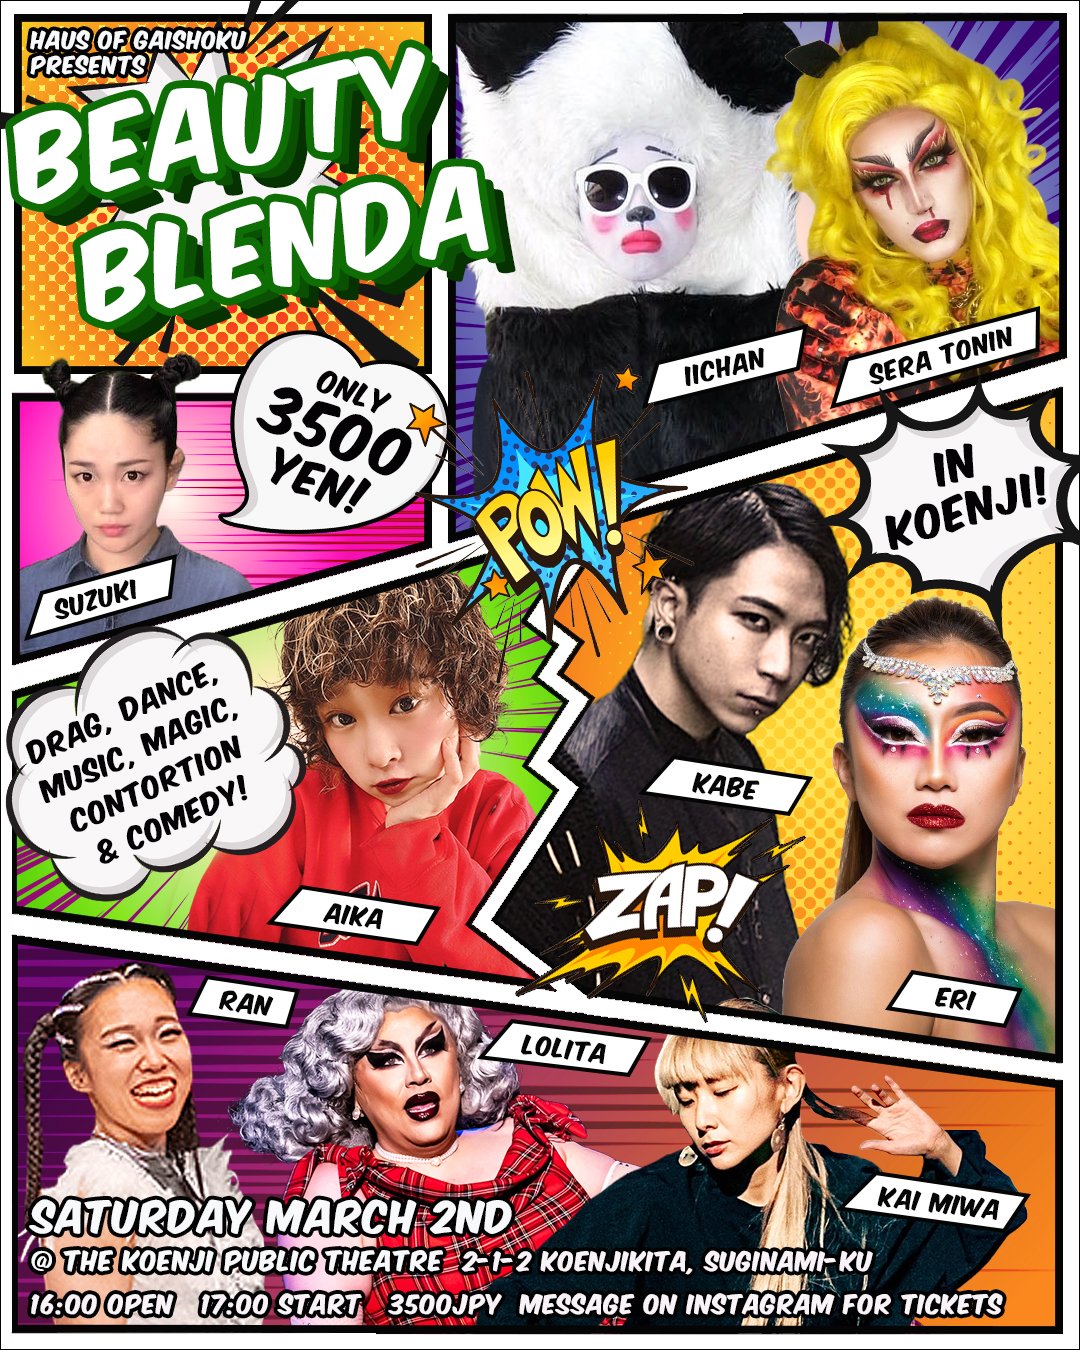 HAUS OF GAISHOKU
PRESENTS
BEAUTY
BLENDA
IICHAN
SERA TONIN
ONLY
3500
YEN!
SUZUKI
POW!
IN
KOENJI!
DRAG, DANCE,
MUSIC, MAGIC,
CONTORTION
& COMEDY!
AIKA
KABE
ZAP!
ERI
RAN
LOLITA
KAI MIWA
SATURDAY MARCH 2ND
@ THE KOENJI PUBLIC THEATRE 2-1-2 KOENJIKITA, SUGINAMI-KU
16:00 OPEN 17:00 START 3500JPY MESSAGE ON INSTAGRAM FOR TICKETS